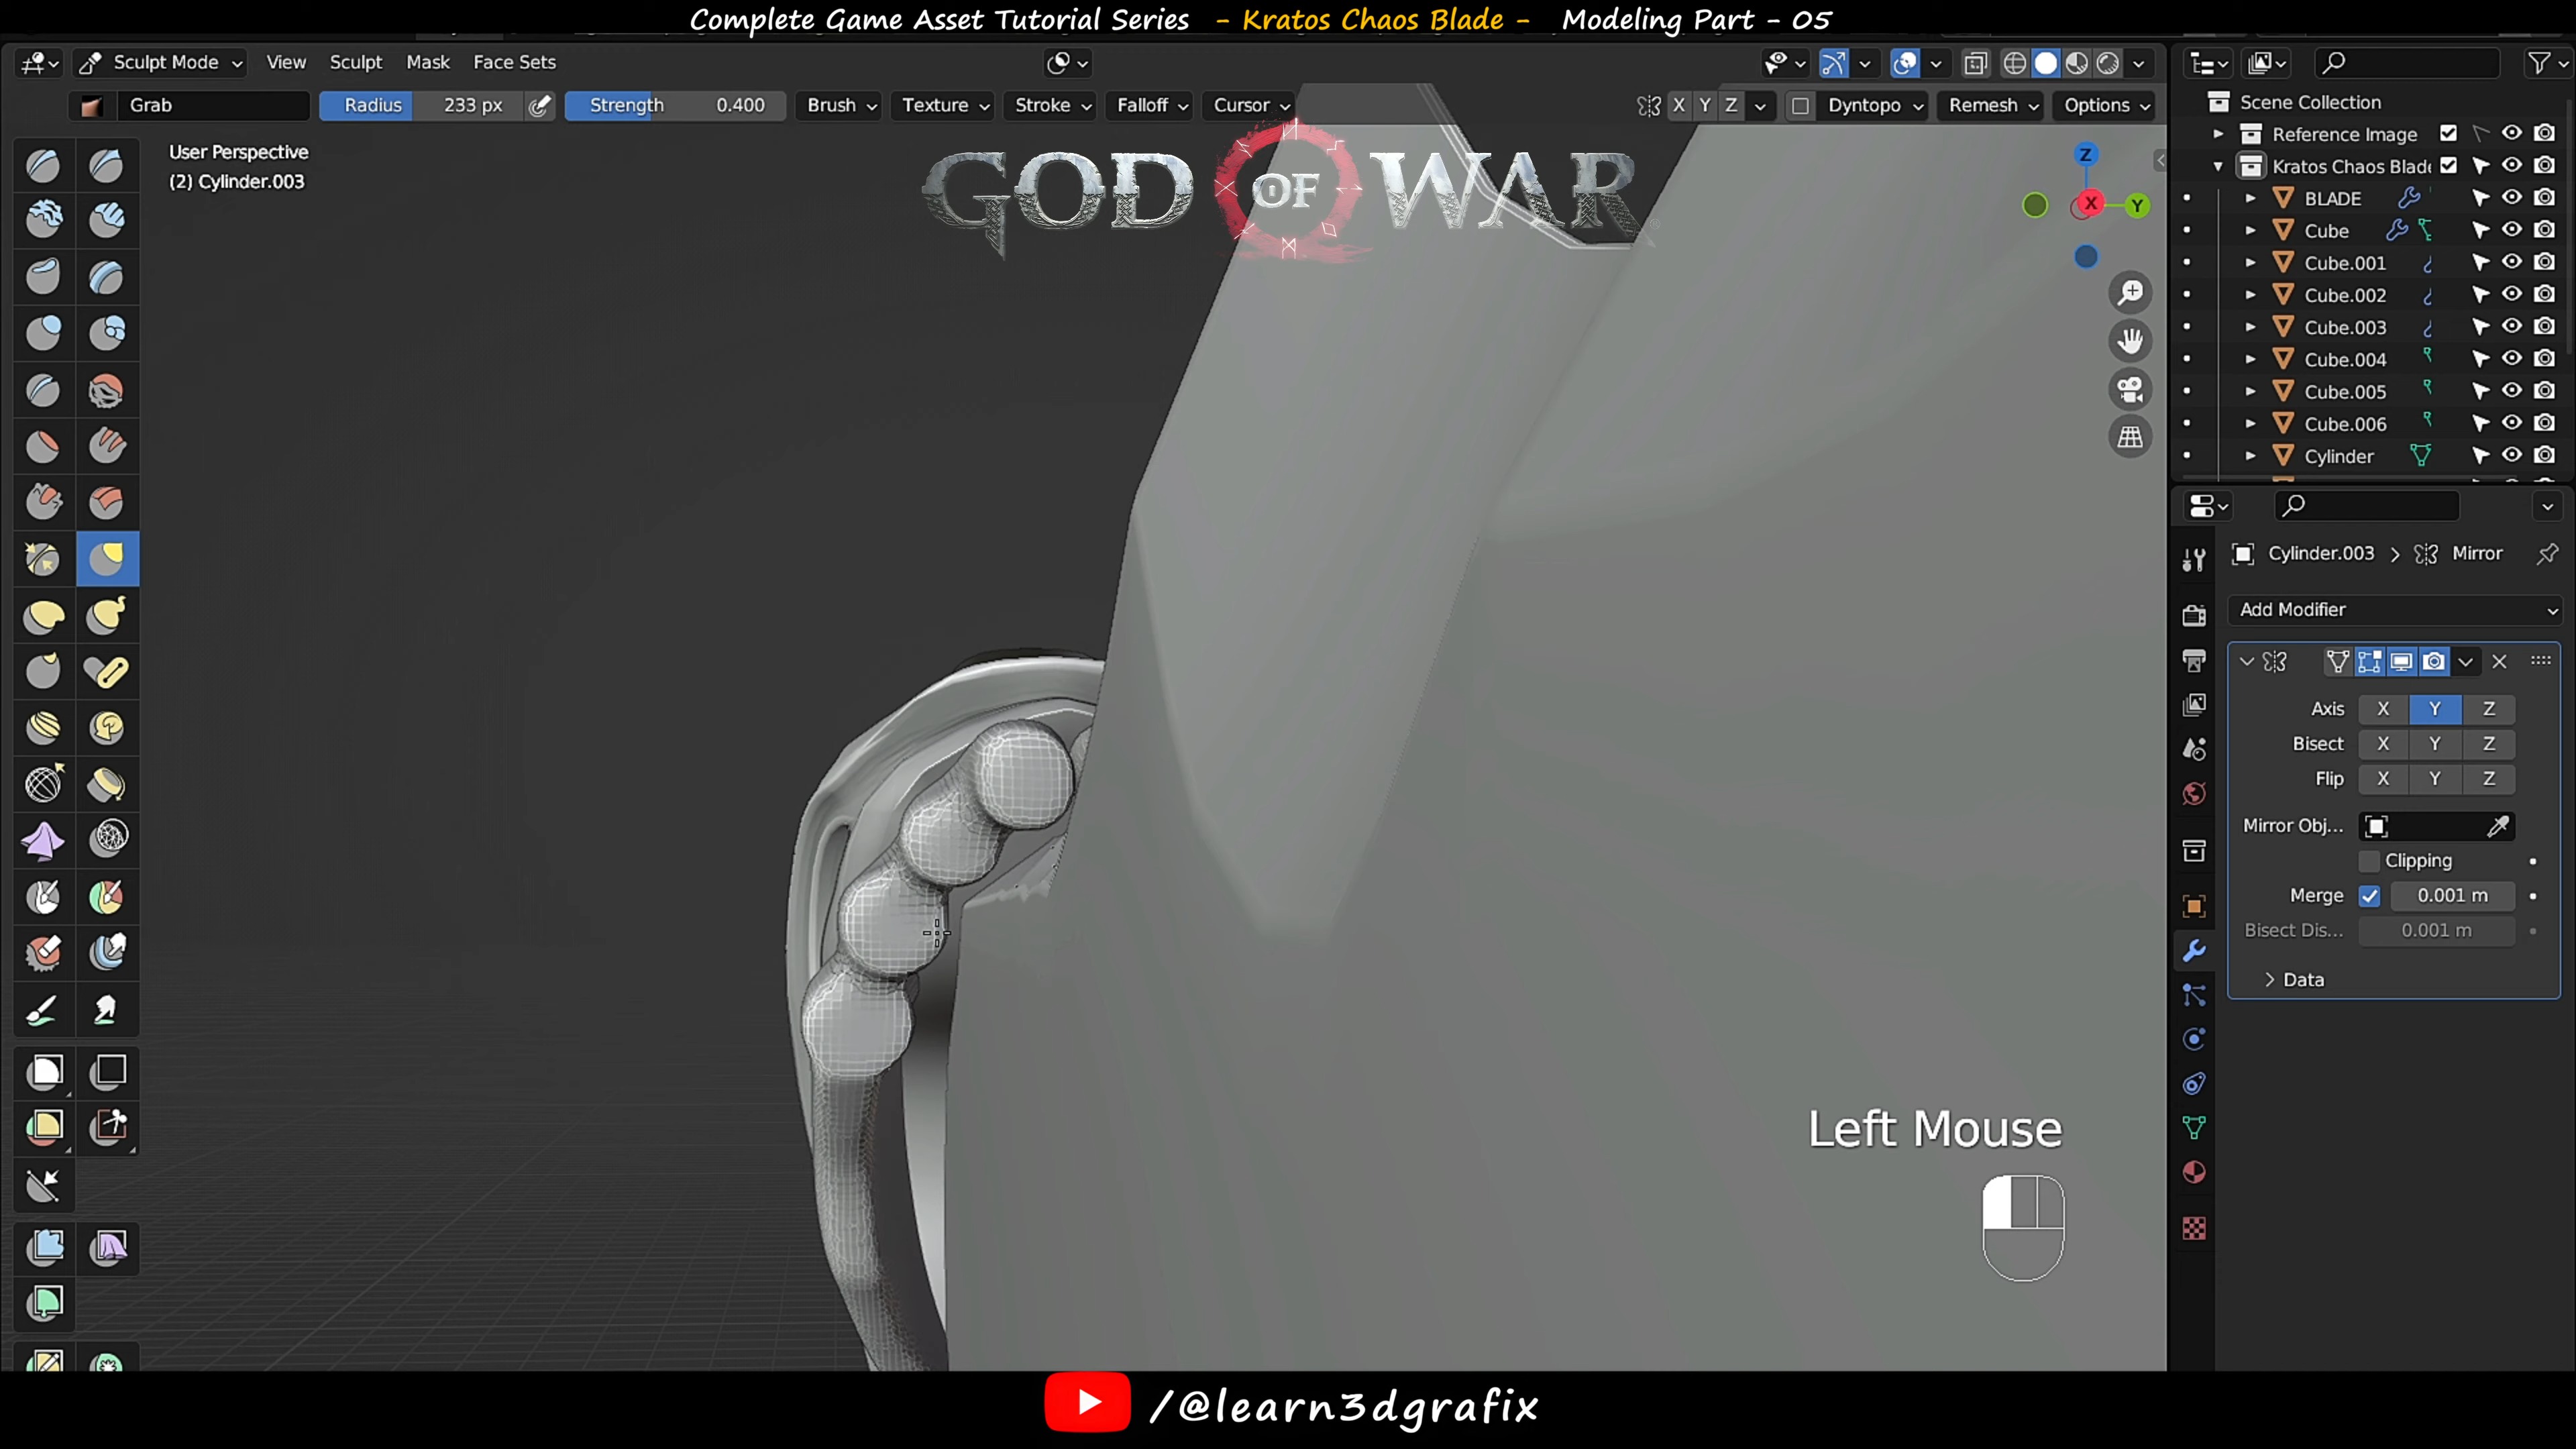 Complete Game Asset Tutorial Series - Kratos Chaos Blade - Modeling Part - 05
Sculpt Mode View Sculpt Mask Face Sets
Grab Radius 233 px Strength 0.400 Brush Texture Stroke Falloff Cursor X Y Z Dyntopo Remesh Options
User Perspective
(2) Cylinder.003
GOD OF WAR
Z
X
Y
Scene Collection
Reference Image
Kratos Chaos Blade
BLADE
Cube
Cube.001
Cube.002
Cube.003
Cube.004
Cube.005
Cube.006
Cylinder
Cylinder.003 > Mirror
Add Modifier
Axis X Y Z
Bisect X Y Z
Flip X Y Z
Mirror Obj...
Clipping
Merge 0.001 m
Bisect Dis... 0.001 m
Data
Left Mouse
/@learn3dgrafix